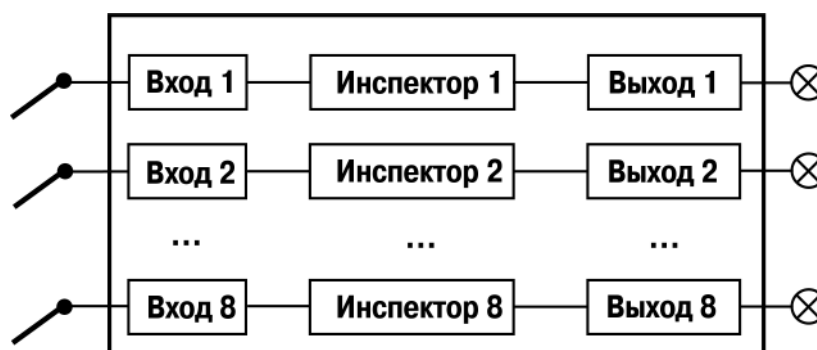 Вход 1 Инспектор 1 Выход 1
Вход 2 Инспектор 2 Выход 2
... ... ...
Вход 8 Инспектор 8 Выход 8